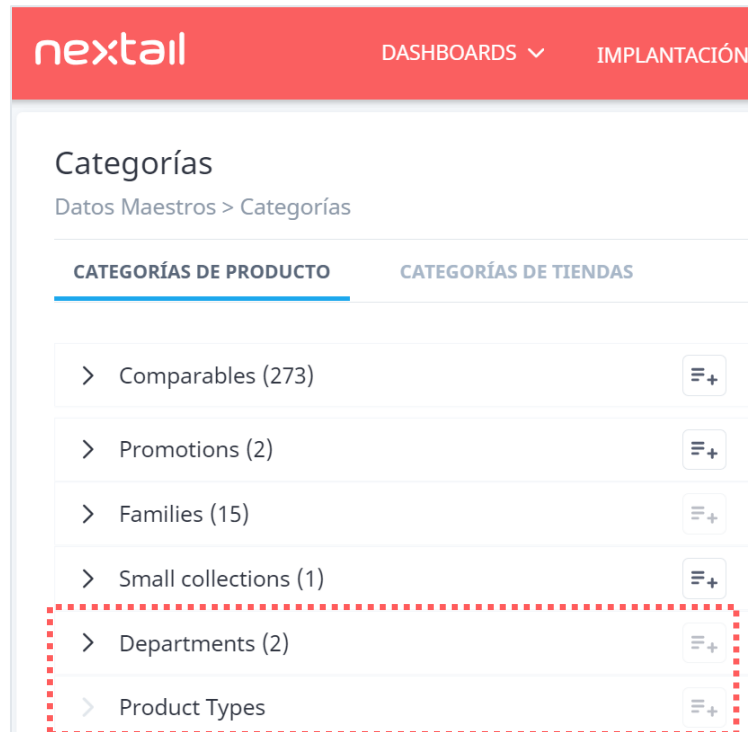 nextail
DASHBOARDS
IMPLANTACIÓN
Categorías
Datos Maestros > Categorías
CATEGORÍAS DE PRODUCTO
CATEGORÍAS DE TIENDAS
Comparables (273)
Promotions (2)
Families (15)
Small collections (1)
Departments (2)
Product Types